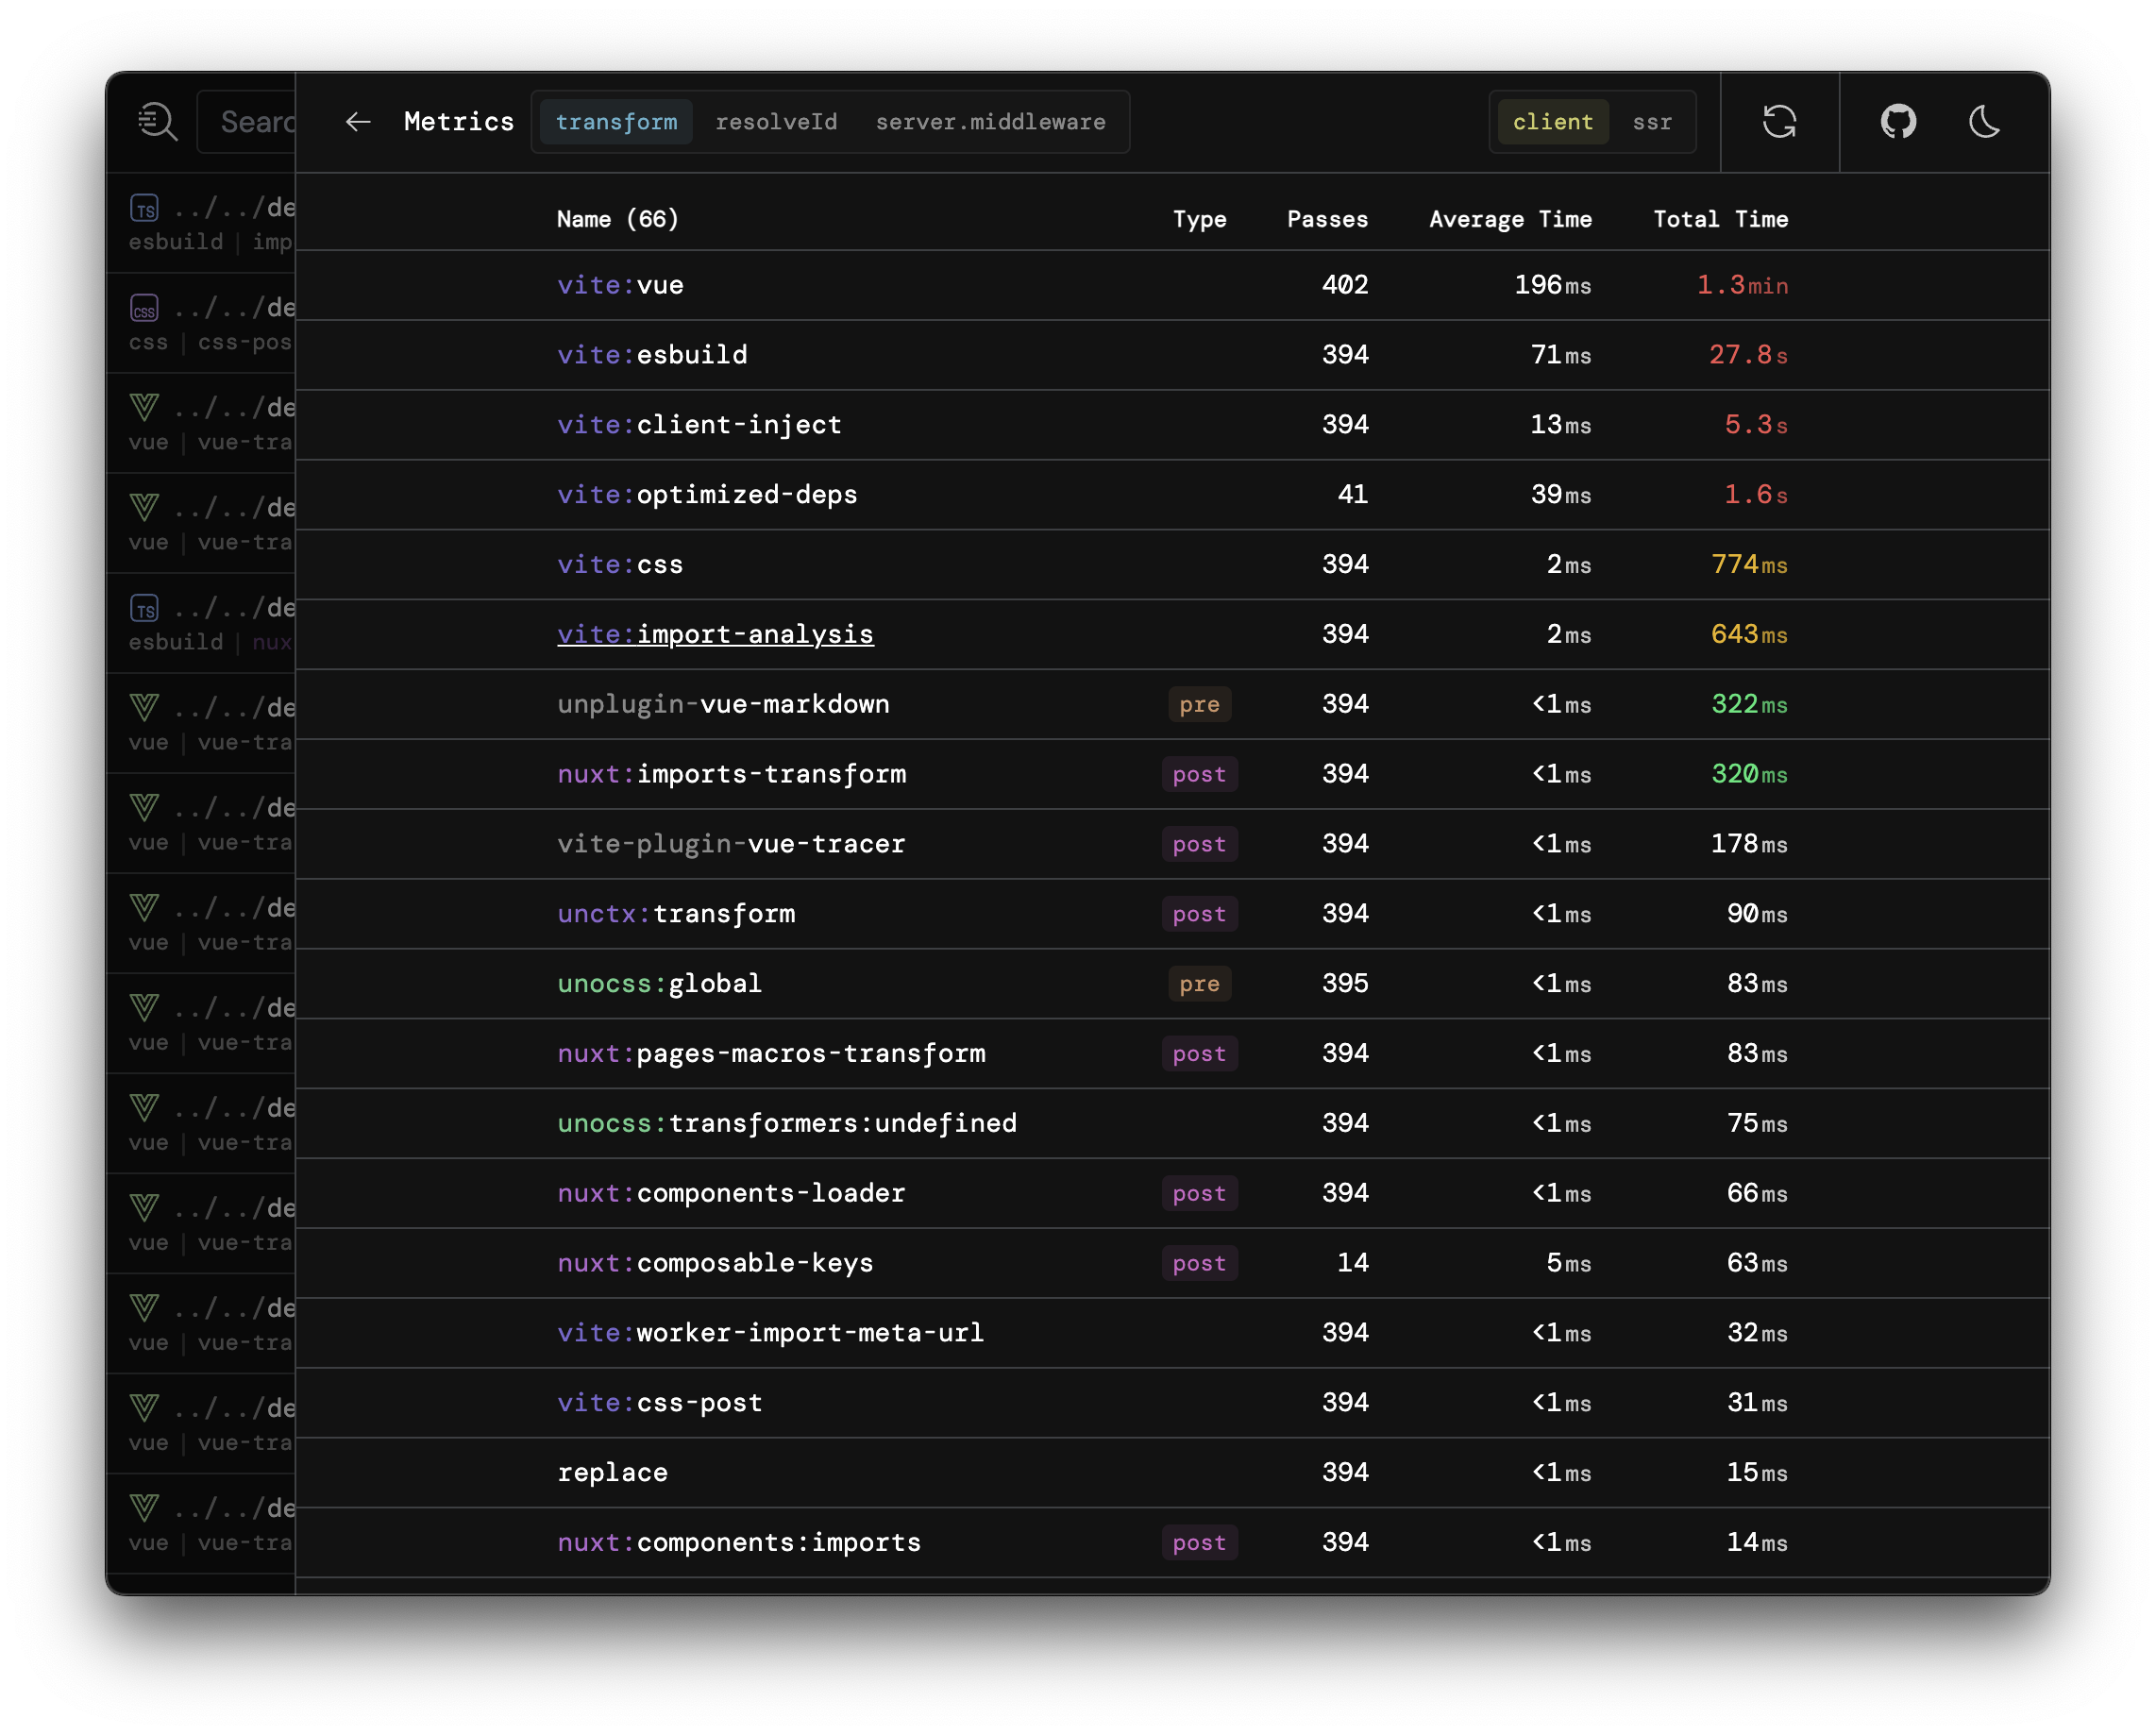 Searc
Metrics transform resolveId server.middleware client ssr
TS ../../de
esbuild | imp
CSS ../../de
css | css-pos
../../de
vue | vue-tra
../../de
vue | vue-tra
TS ../../de
esbuild | nux
../../de
vue | vue-tra
../../de
vue | vue-tra
../../de
vue | vue-tra
../../de
vue | vue-tra
../../de
vue | vue-tra
../../de
vue | vue-tra
../../de
vue | vue-tra
../../de
vue | vue-tra
../../de
vue | vue-tra
Name (66) Type Passes Average Time Total Time
vite:vue 402 196ms 1.3min
vite:esbuild 394 71ms 27.8s
vite:client-inject 394 13ms 5.3s
vite:optimized-deps 41 39ms 1.6s
vite:css 394 2ms 774ms
vite:import-analysis 394 2ms 643ms
unplugin-vue-markdown pre 394 <1ms 322ms
nuxt:imports-transform post 394 <1ms 320ms
vite-plugin-vue-tracer post 394 <1ms 178ms
unctx:transform post 394 <1ms 90ms
unocss:global pre 395 <1ms 83ms
nuxt:pages-macros-transform post 394 <1ms 83ms
unocss:transformers:undefined 394 <1ms 75ms
nuxt:components-loader post 394 <1ms 66ms
nuxt:composable-keys post 14 5ms 63ms
vite:worker-import-meta-url 394 <1ms 32ms
vite:css-post 394 <1ms 31ms
replace 394 <1ms 15ms
nuxt:components:imports post 394 <1ms 14ms